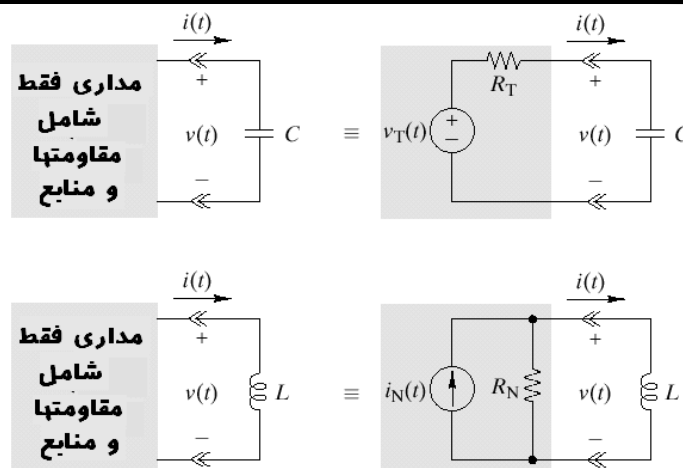 i(t)
i(t)
مداری فقط
شامل
مقاومتها
و منابع
+
v(t)
−
C
≡
v_T(t)
+
−
R_T
+
v(t)
−
C
i(t)
i(t)
مداری فقط
شامل
مقاومتها
و منابع
+
v(t)
−
L
≡
i_N(t)
R_N
+
v(t)
−
L